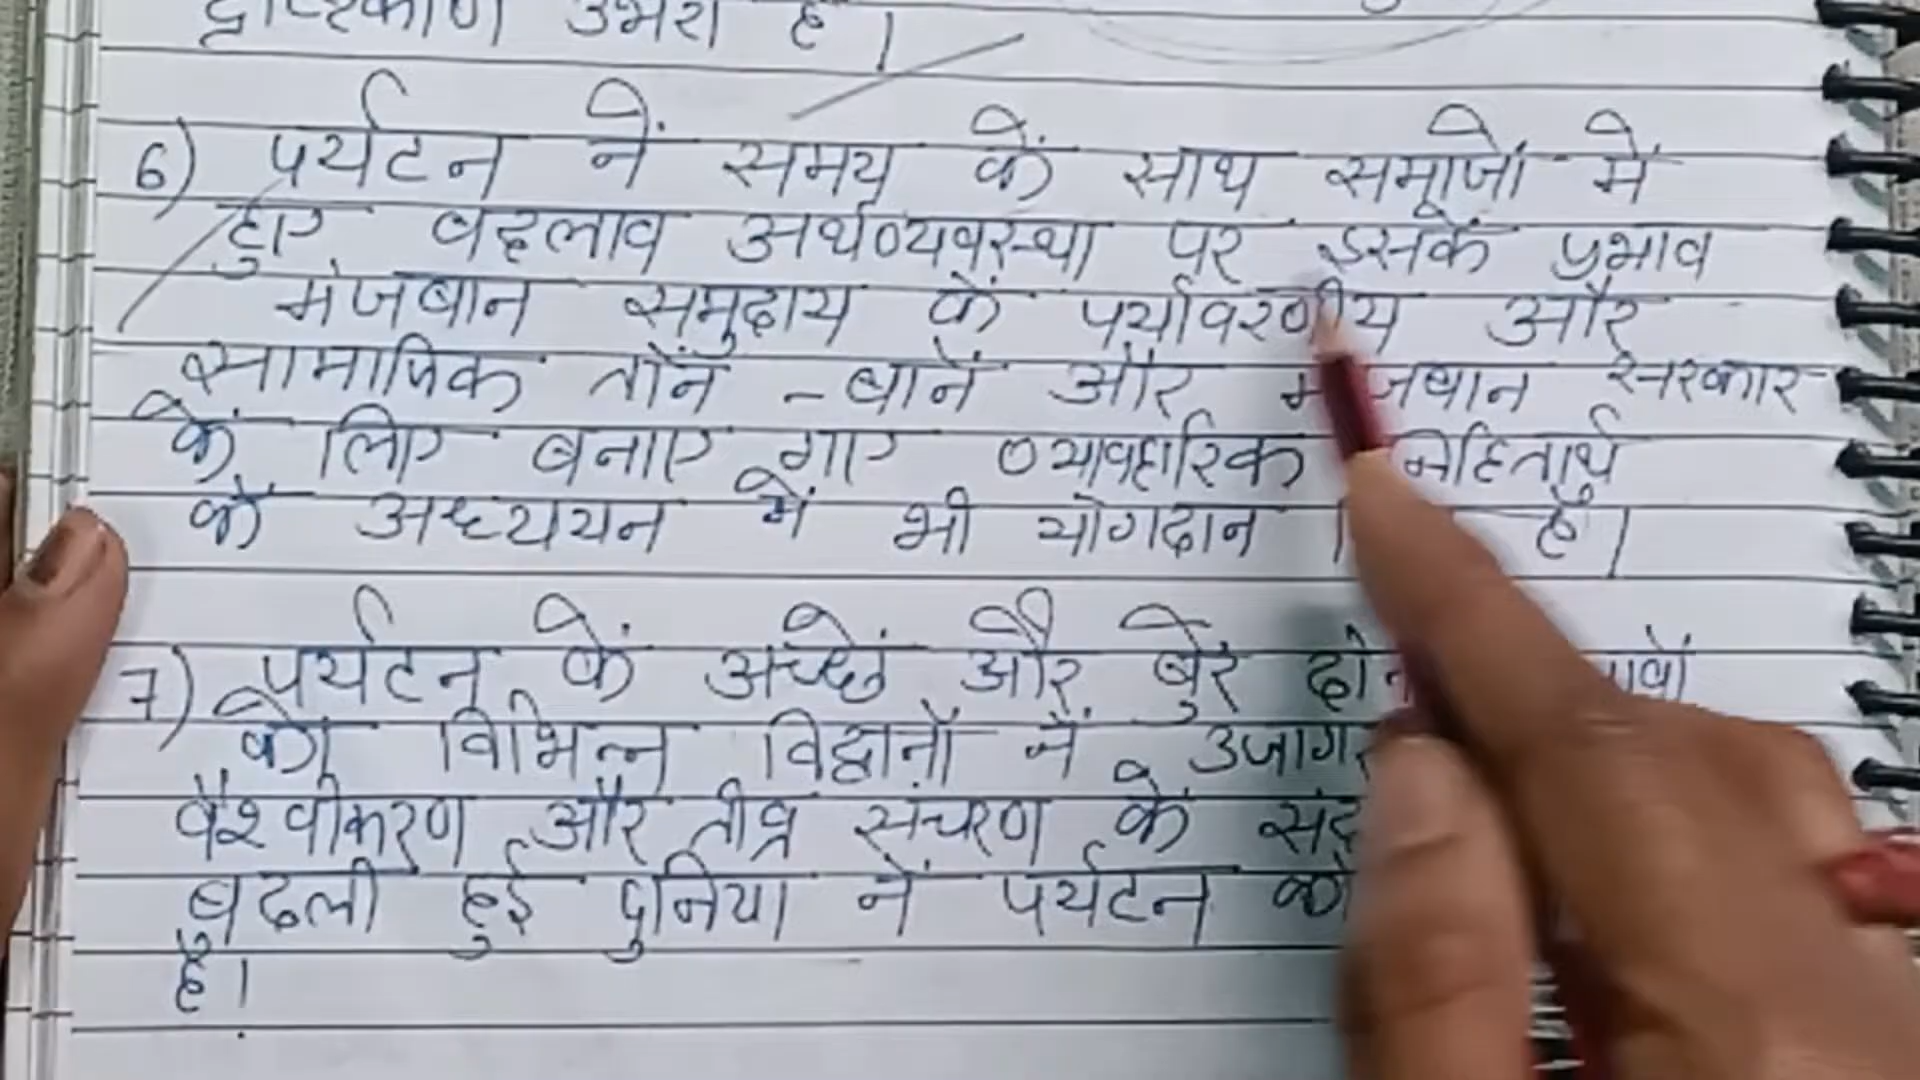 दृष्टिकोण उभरा है।
6) पर्यटन ने समय के साथ समाजों में
हुए बदलाव अर्थव्यवस्था पर इसके प्रभाव
मेजबान समुदाय के पर्यावरणीय और
सामाजिक ताने - बाने और मेजबान सरकार
के लिए बनाए गए व्यावहारिक निहितार्थ
के अध्ययन में भी योगदान है।
7) पर्यटन के अच्छे और बुरे
को विभिन्न विद्वानों ने
वैश्वीकरण और तीव्र संचरण के
बदली हुई दुनिया ने पर्यटन को
है।